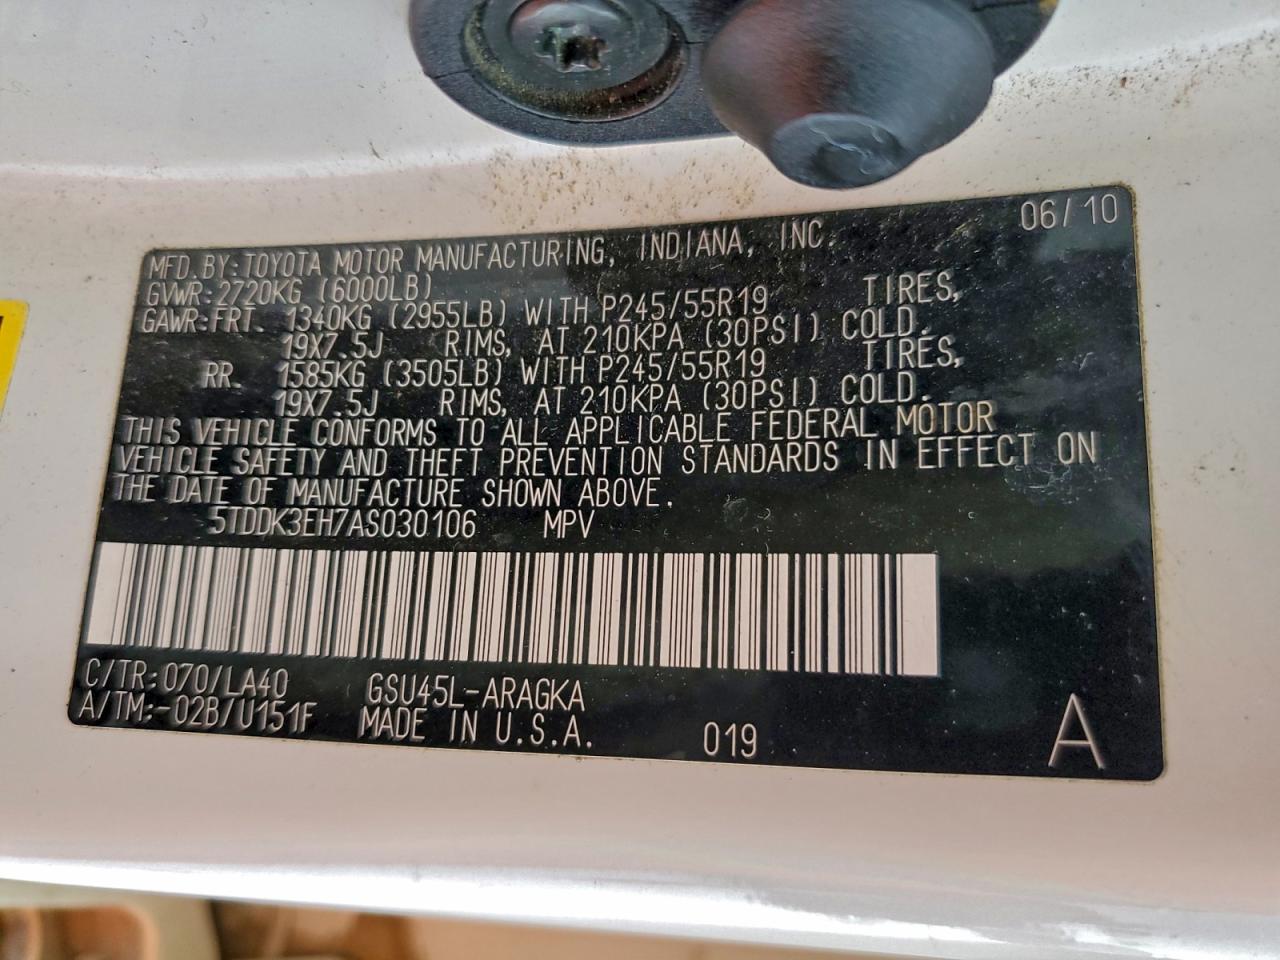 06/10
MFD.BY:TOYOTA MOTOR MANUFACTURING, INDIANA, INC.
GVWR:2720KG (6000LB)
GAWR:FRT. 1340KG (2955LB) WITH P245/55R19 TIRES,
19X7.5J RIMS, AT 210KPA (30PSI) COLD.
RR. 1585KG (3505LB) WITH P245/55R19 TIRES,
19X7.5J RIMS, AT 210KPA (30PSI) COLD.
THIS VEHICLE CONFORMS TO ALL APPLICABLE FEDERAL MOTOR
VEHICLE SAFETY AND THEFT PREVENTION STANDARDS IN EFFECT ON
THE DATE OF MANUFACTURE SHOWN ABOVE.
5TDDK3EH7AS030106 MPV
C/TR:070/LA40 GSU45L-ARAGKA
A/TM:-02B/U151F MADE IN U.S.A. 019 A